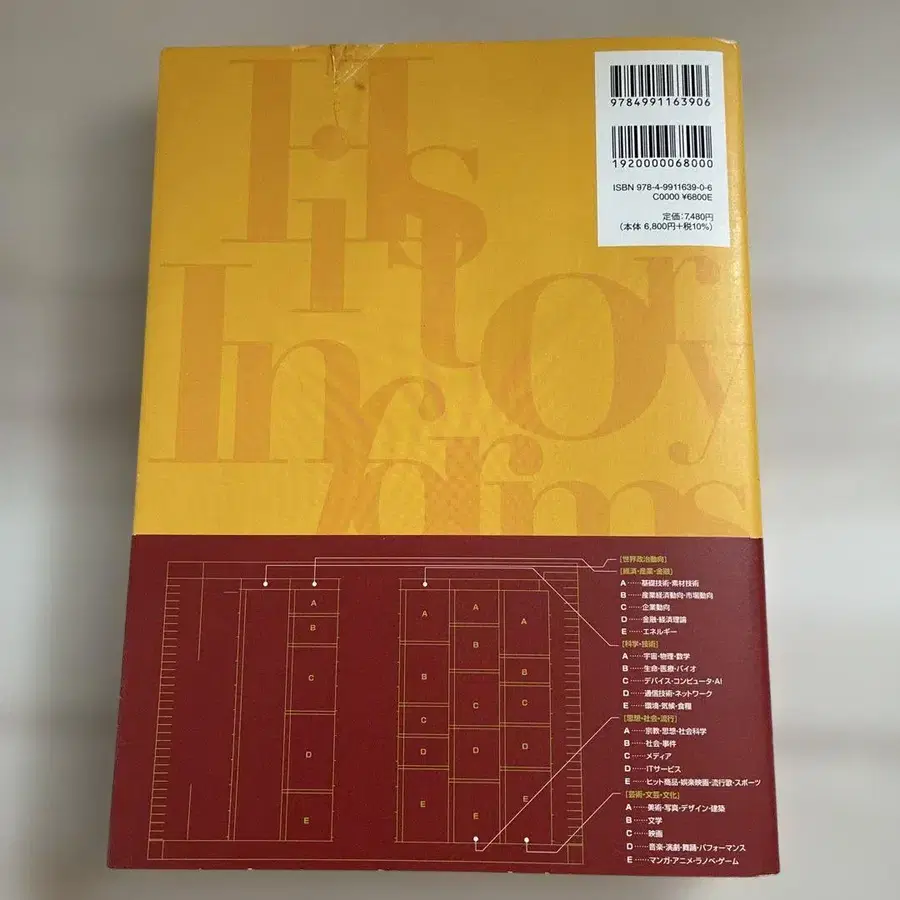 History
Informs
9784991163906
1920000068000
ISBN 978-4-9911639-0-6
C0000 ¥6800E
定価:7,480円
(本体 6,800円+税10%)
[世界政治動向]
[経済・産業・金融]
A……基礎技術・素材技術
B……産業経済動向・市場動向
C……企業動向
D……金融・経済理論
E……エネルギー
[科学・技術]
A……宇宙・物理・数学
B……生命・医療・バイオ
C……デバイス・コンピュータ・AI
D……通信技術・ネットワーク
E……環境・気候・食糧
[思想・社会・流行]
A……宗教・思想・社会科学
B……社会・事件
C……メディア
D……ITサービス
E……ヒット商品・娯楽映画・流行歌・スポーツ
[芸術・文芸・文化]
A……美術・写真・デザイン・建築
B……文学
C……映画
D……音楽・演劇・舞踊・パフォーマンス
E……マンガ・アニメ・ラノベ・ゲーム
A
B
C
D
E
A
B
C
D
E
A
B
C
D
E
A
B
C
D
E